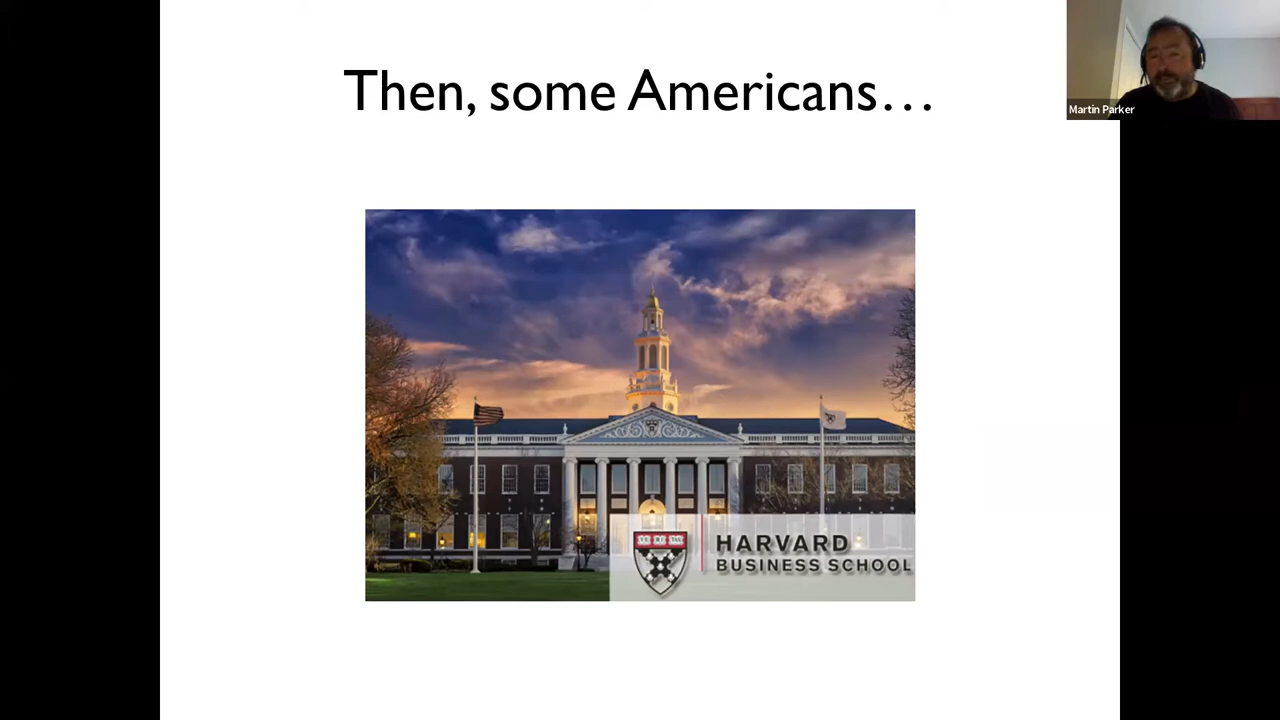 Then, some Americans…
Martin Parker
HARVARD
BUSINESS SCHOOL